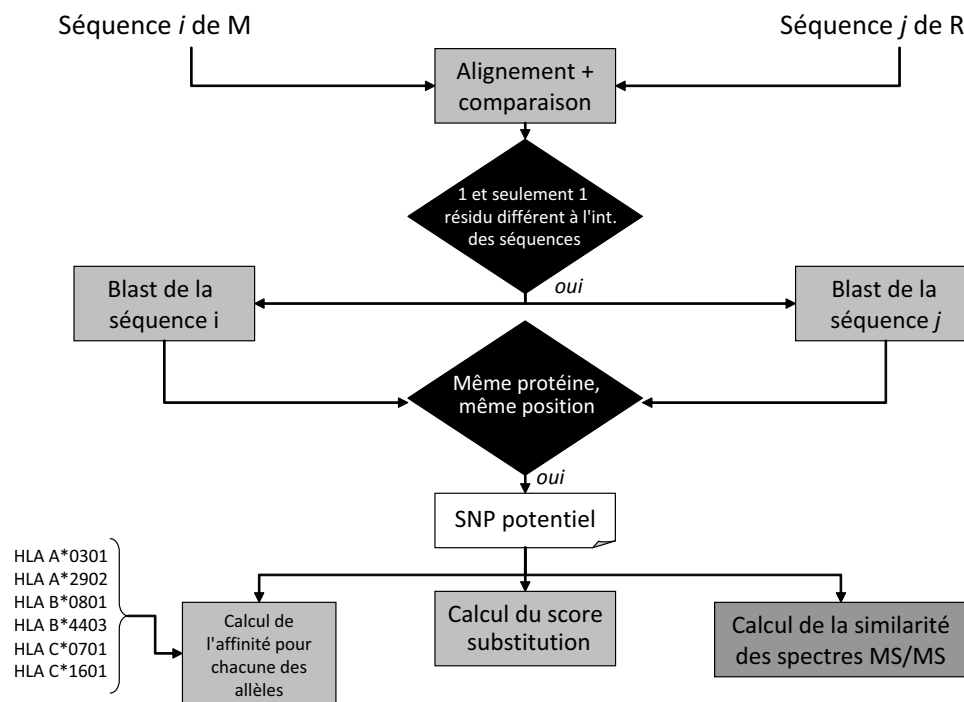 Séquence i de M
Séquence j de R
Alignement +
comparaison
1 et seulement 1
résidu différent à l'int.
des séquences
oui
Blast de la
séquence i
Blast de la
séquence j
Même protéine,
même position
oui
SNP potentiel
HLA A*0301
HLA A*2902
HLA B*0801
HLA B*4403
HLA C*0701
HLA C*1601
Calcul de
l'affinité pour
chacune des
allèles
Calcul du score
substitution
Calcul de la similarité
des spectres MS/MS